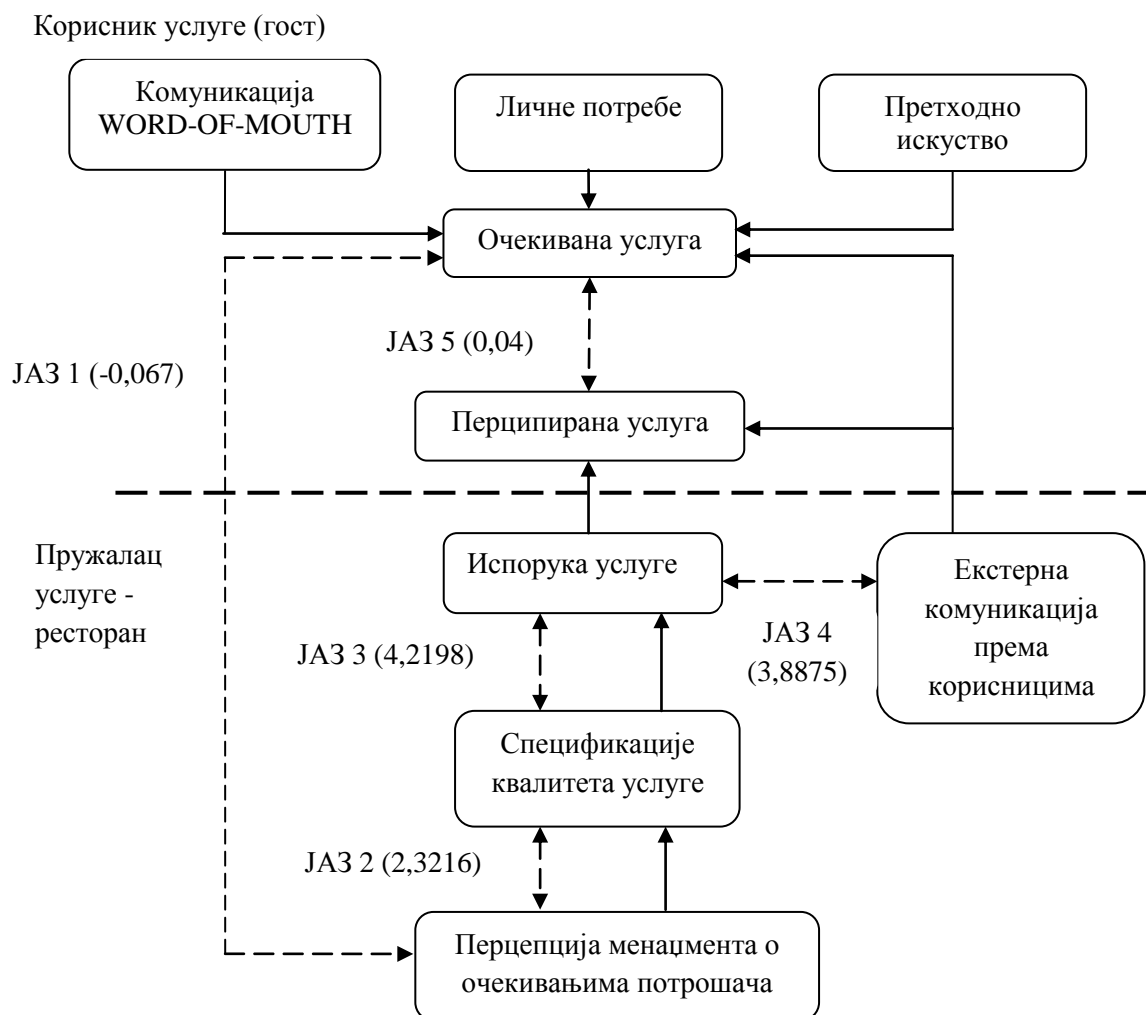 Корисник услуге (гост)
Комуникација
WORD-OF-MOUTH
Личне потребе
Претходно
искуство
Очекивана услуга
ЈАЗ 5 (0,04)
ЈАЗ 1 (-0,067)
Перципирана услуга
Пружалац
услуге -
ресторан
Испорука услуге
Екстерна
комуникација
према
корисницима
ЈАЗ 4
(3,8875)
ЈАЗ 3 (4,2198)
Спецификације
квалитета услуге
ЈАЗ 2 (2,3216)
Перцепција менаџмента о
очекивањима потрошача